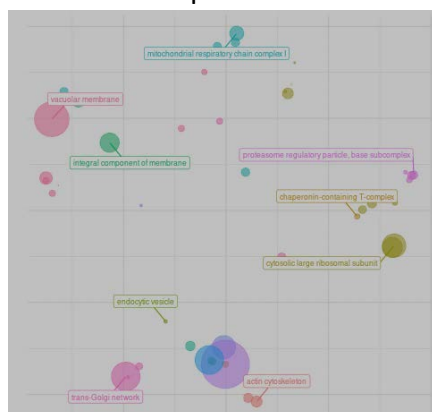 mitochondrial respiratory chain complex I
vacuolar membrane
proteasome regulatory particle, base subcomplex
integral component of membrane
chaperonin-containing T-complex
cytosolic large ribosomal subunit
endocytic vesicle
actin cytoskeleton
trans-Golgi network